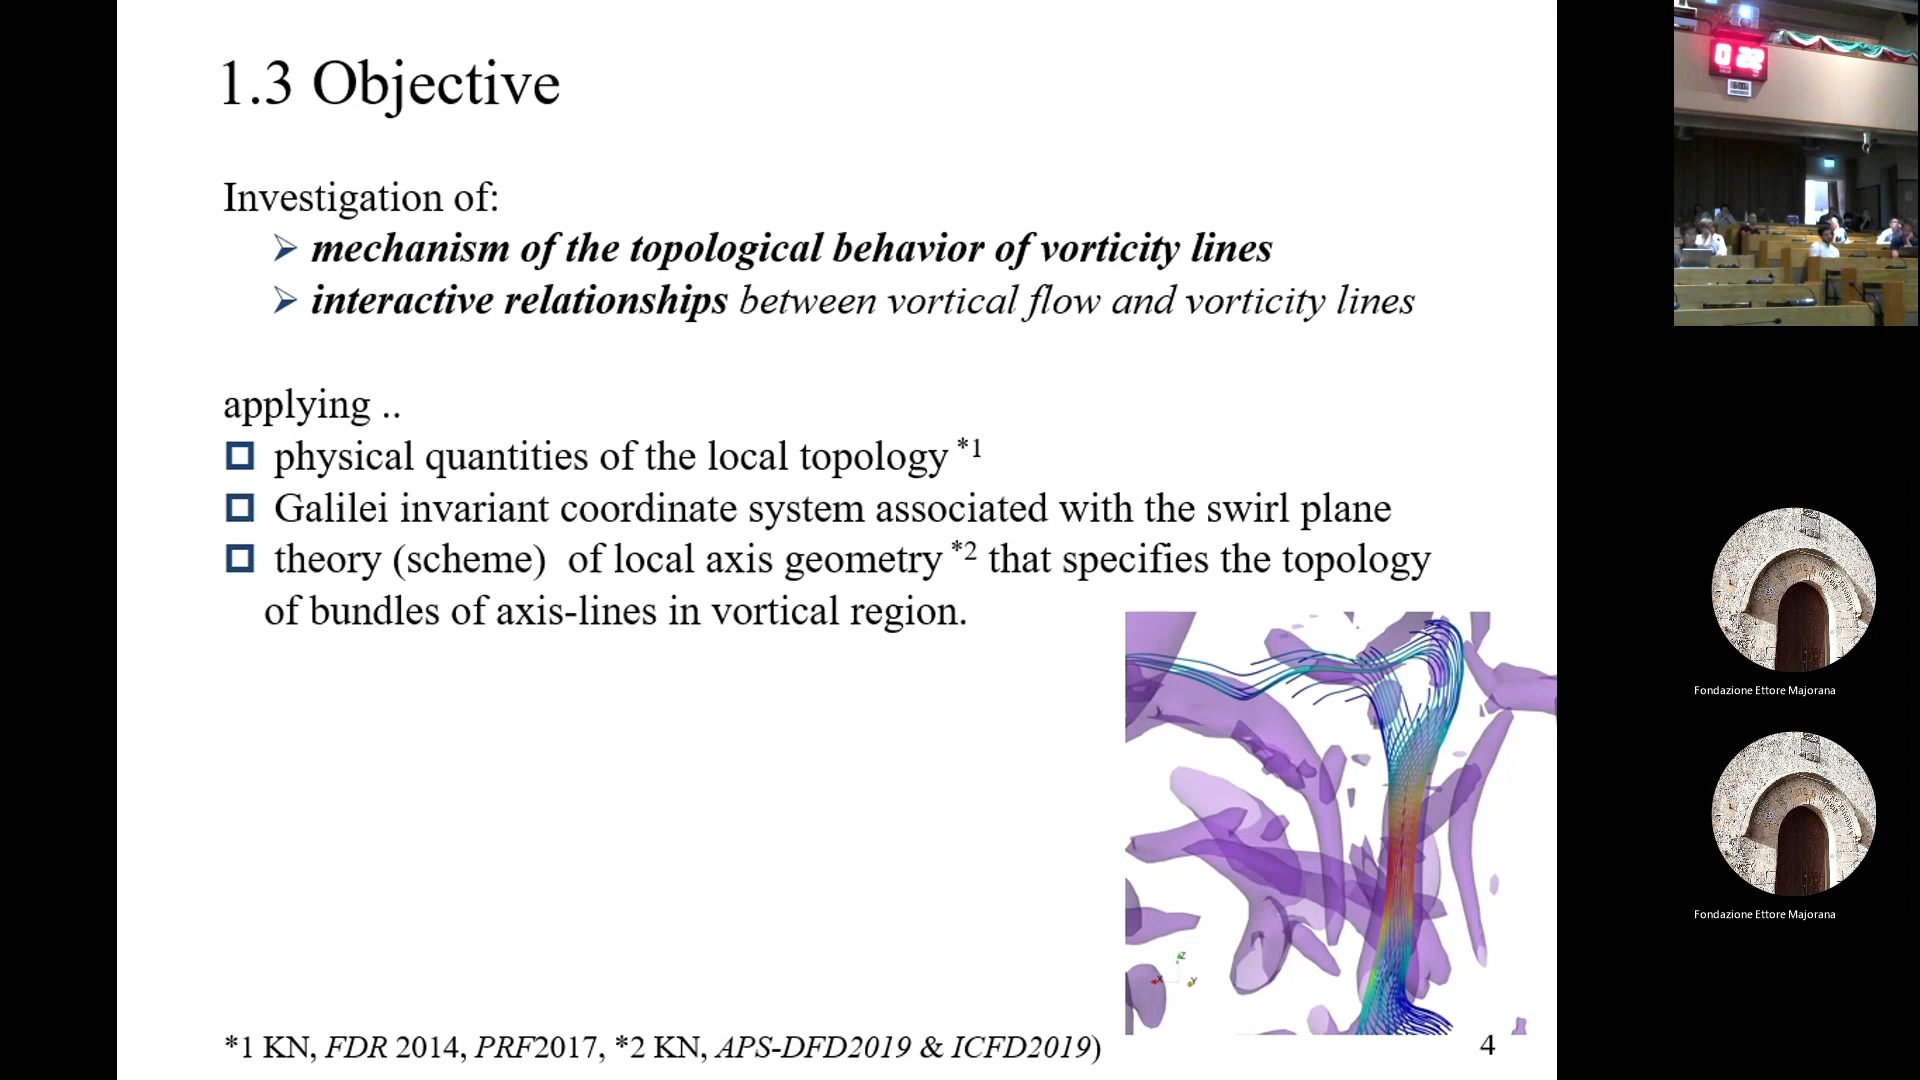 1.3 Objective
Investigation of:
➢ mechanism of the topological behavior of vorticity lines
➢ interactive relationships between vortical flow and vorticity lines
applying ..
physical quantities of the local topology *1
Galilei invariant coordinate system associated with the swirl plane
theory (scheme) of local axis geometry *2 that specifies the topology
of bundles of axis-lines in vortical region.
*1 KN, FDR 2014, PRF2017, *2 KN, APS-DFD2019 & ICFD2019)
4
Fondazione Ettore Majorana
Fondazione Ettore Majorana